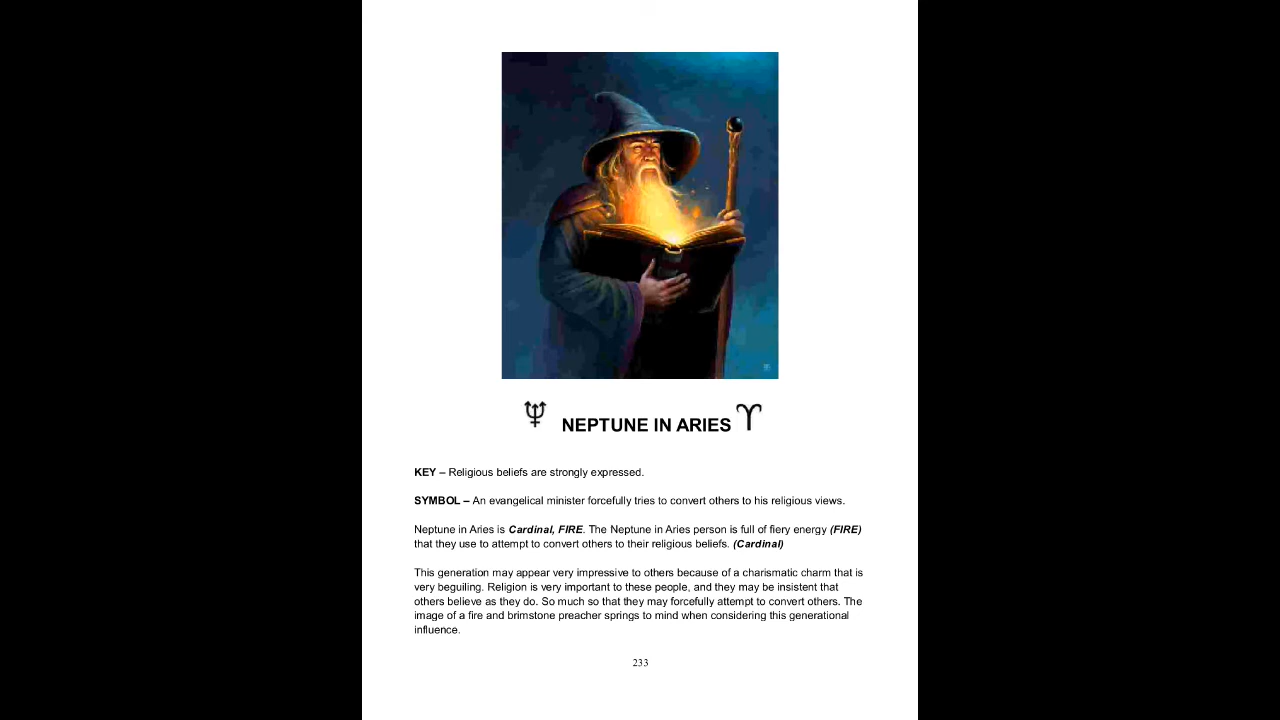 NEPTUNE IN ARIES
KEY – Religious beliefs are strongly expressed.
SYMBOL – An evangelical minister forcefully tries to convert others to his religious views.
Neptune in Aries is Cardinal, FIRE. The Neptune in Aries person is full of fiery energy (FIRE)
that they use to attempt to convert others to their religious beliefs. (Cardinal)
This generation may appear very impressive to others because of a charismatic charm that is
very beguiling. Religion is very important to these people, and they may be insistent that
others believe as they do. So much so that they may forcefully attempt to convert others. The
image of a fire and brimstone preacher springs to mind when considering this generational
influence.
233